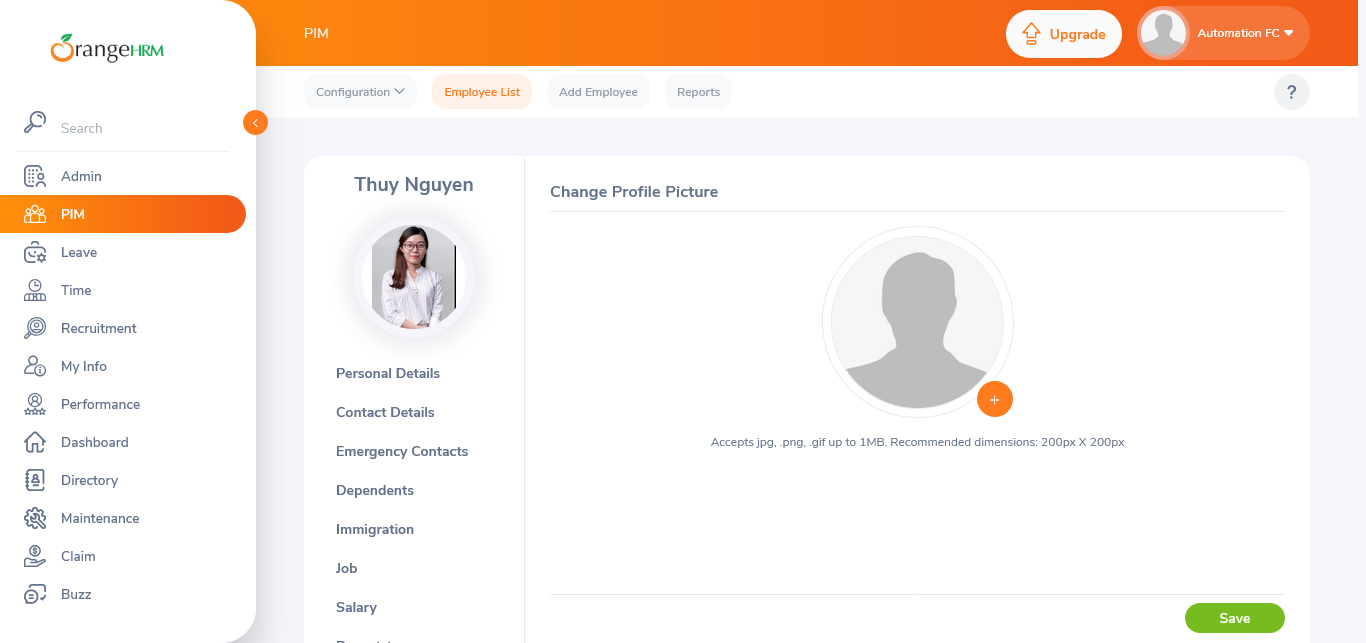 OrangeHRM
PIM
Upgrade
Automation FC
Configuration
Employee List
Add Employee
Reports
?
Search
Admin
PIM
Leave
Time
Recruitment
My Info
Performance
Dashboard
Directory
Maintenance
Claim
Buzz
Thuy Nguyen
Personal Details
Contact Details
Emergency Contacts
Dependents
Immigration
Job
Salary
Change Profile Picture
+
Accepts jpg, .png, .gif up to 1MB. Recommended dimensions: 200px X 200px
Save